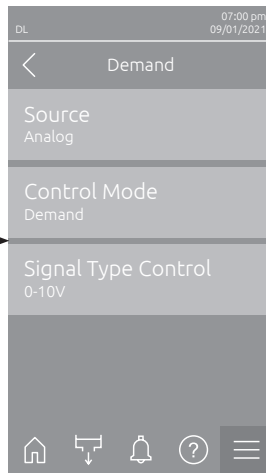 07:00 pm
DL 09/01/2021
Demand
Source
Analog
Control Mode
Demand
Signal Type Control
0-10V
?